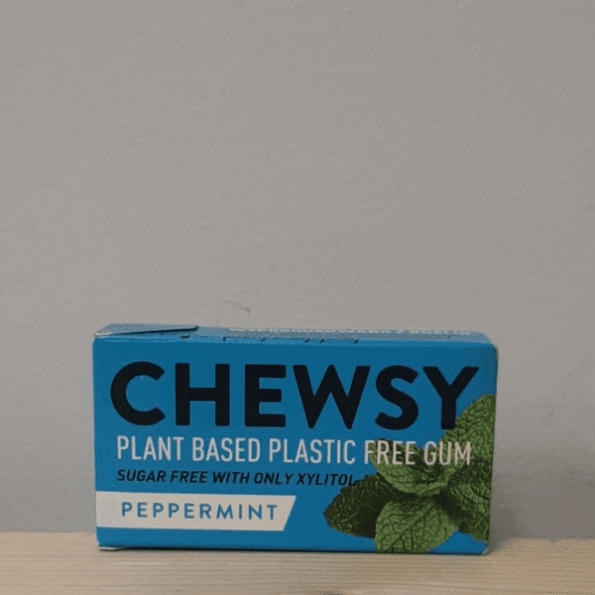 CHEWSY
PLANT BASED PLASTIC FREE GUM
SUGAR FREE WITH ONLY XYLITOL
PEPPERMINT